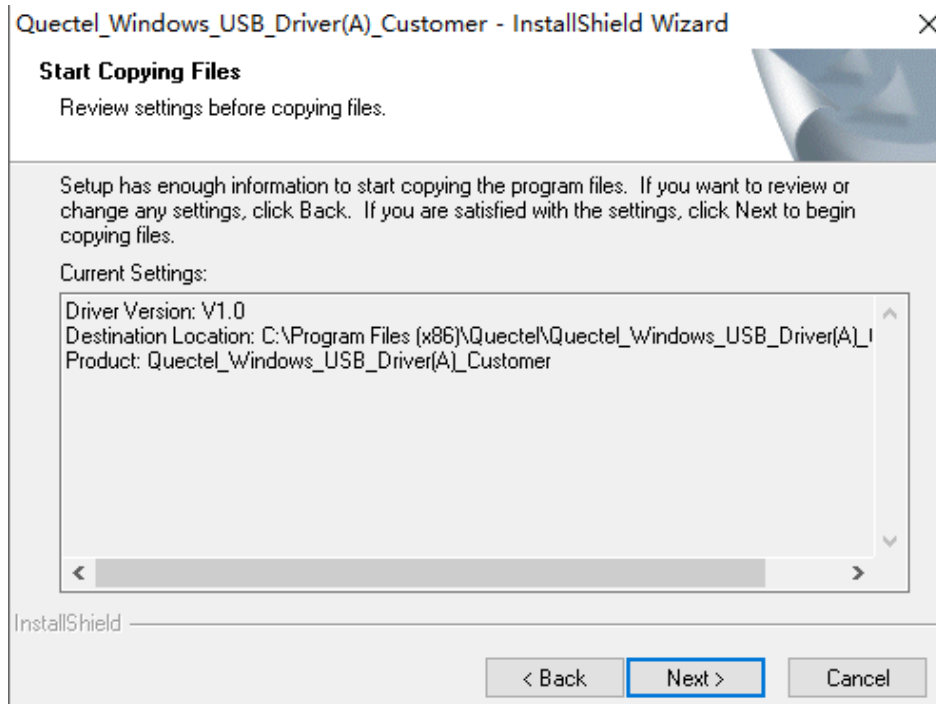 Quectel_Windows_USB_Driver(A)_Customer - InstallShield Wizard
Start Copying Files
Review settings before copying files.
Setup has enough information to start copying the program files. If you want to review or
change any settings, click Back. If you are satisfied with the settings, click Next to begin
copying files.
Current Settings:
Driver Version: V1.0
Destination Location: C:\Program Files (x86)\Quectel\Quectel_Windows_USB_Driver(A)_
Product: Quectel_Windows_USB_Driver(A)_Customer
InstallShield
< Back
Next >
Cancel